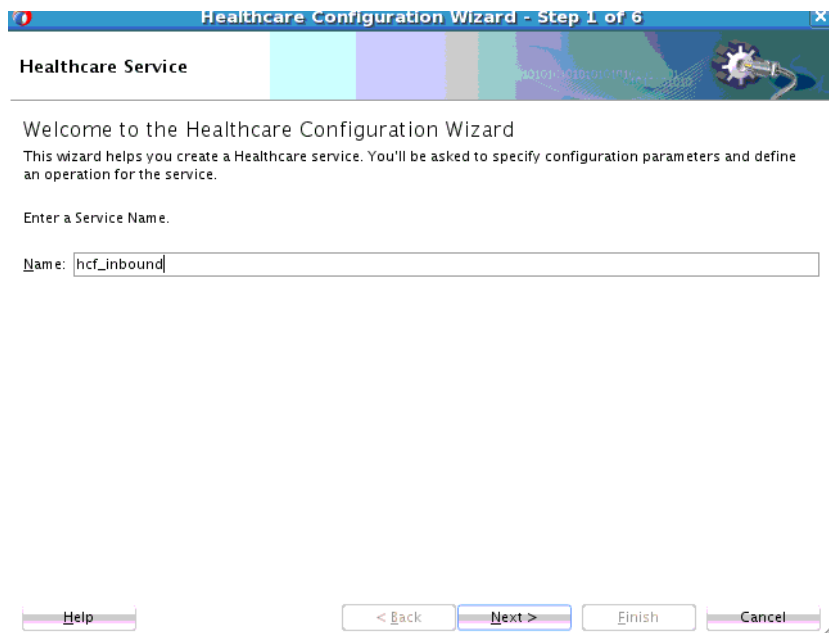 Healthcare Configuration Wizard - Step 1 of 6
Healthcare Service
Welcome to the Healthcare Configuration Wizard
This wizard helps you create a Healthcare service. You'll be asked to specify configuration parameters and define
an operation for the service.
Enter a Service Name.
Name: hcf_inbound
Help < Back Next > Finish Cancel